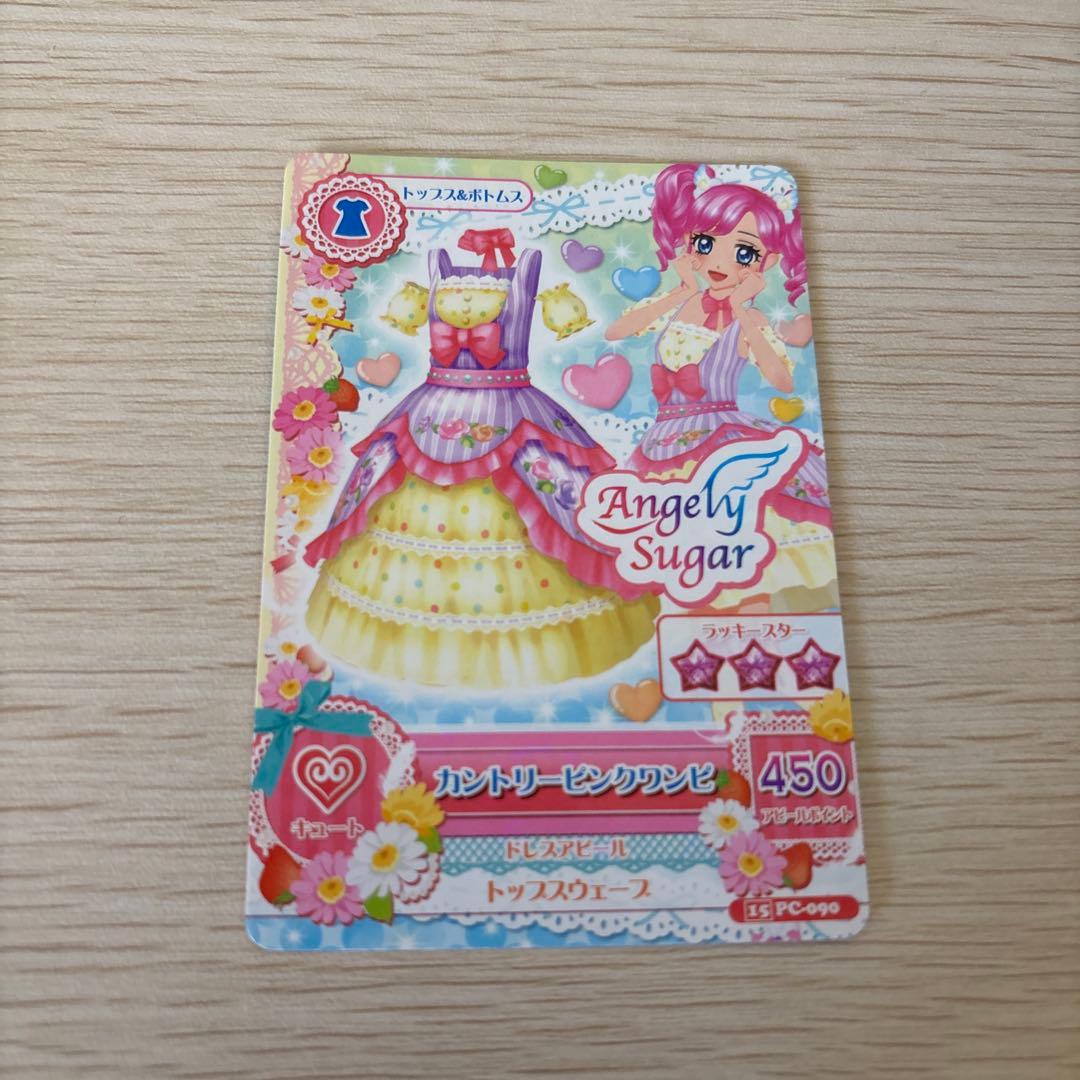 トップス&ボトムス
Angely
Sugar
ラッキースター
カントリーピンクワンピ
450
アピールポイント
キュート
ドレスアピール
トップスウェーブ
15 PC-090